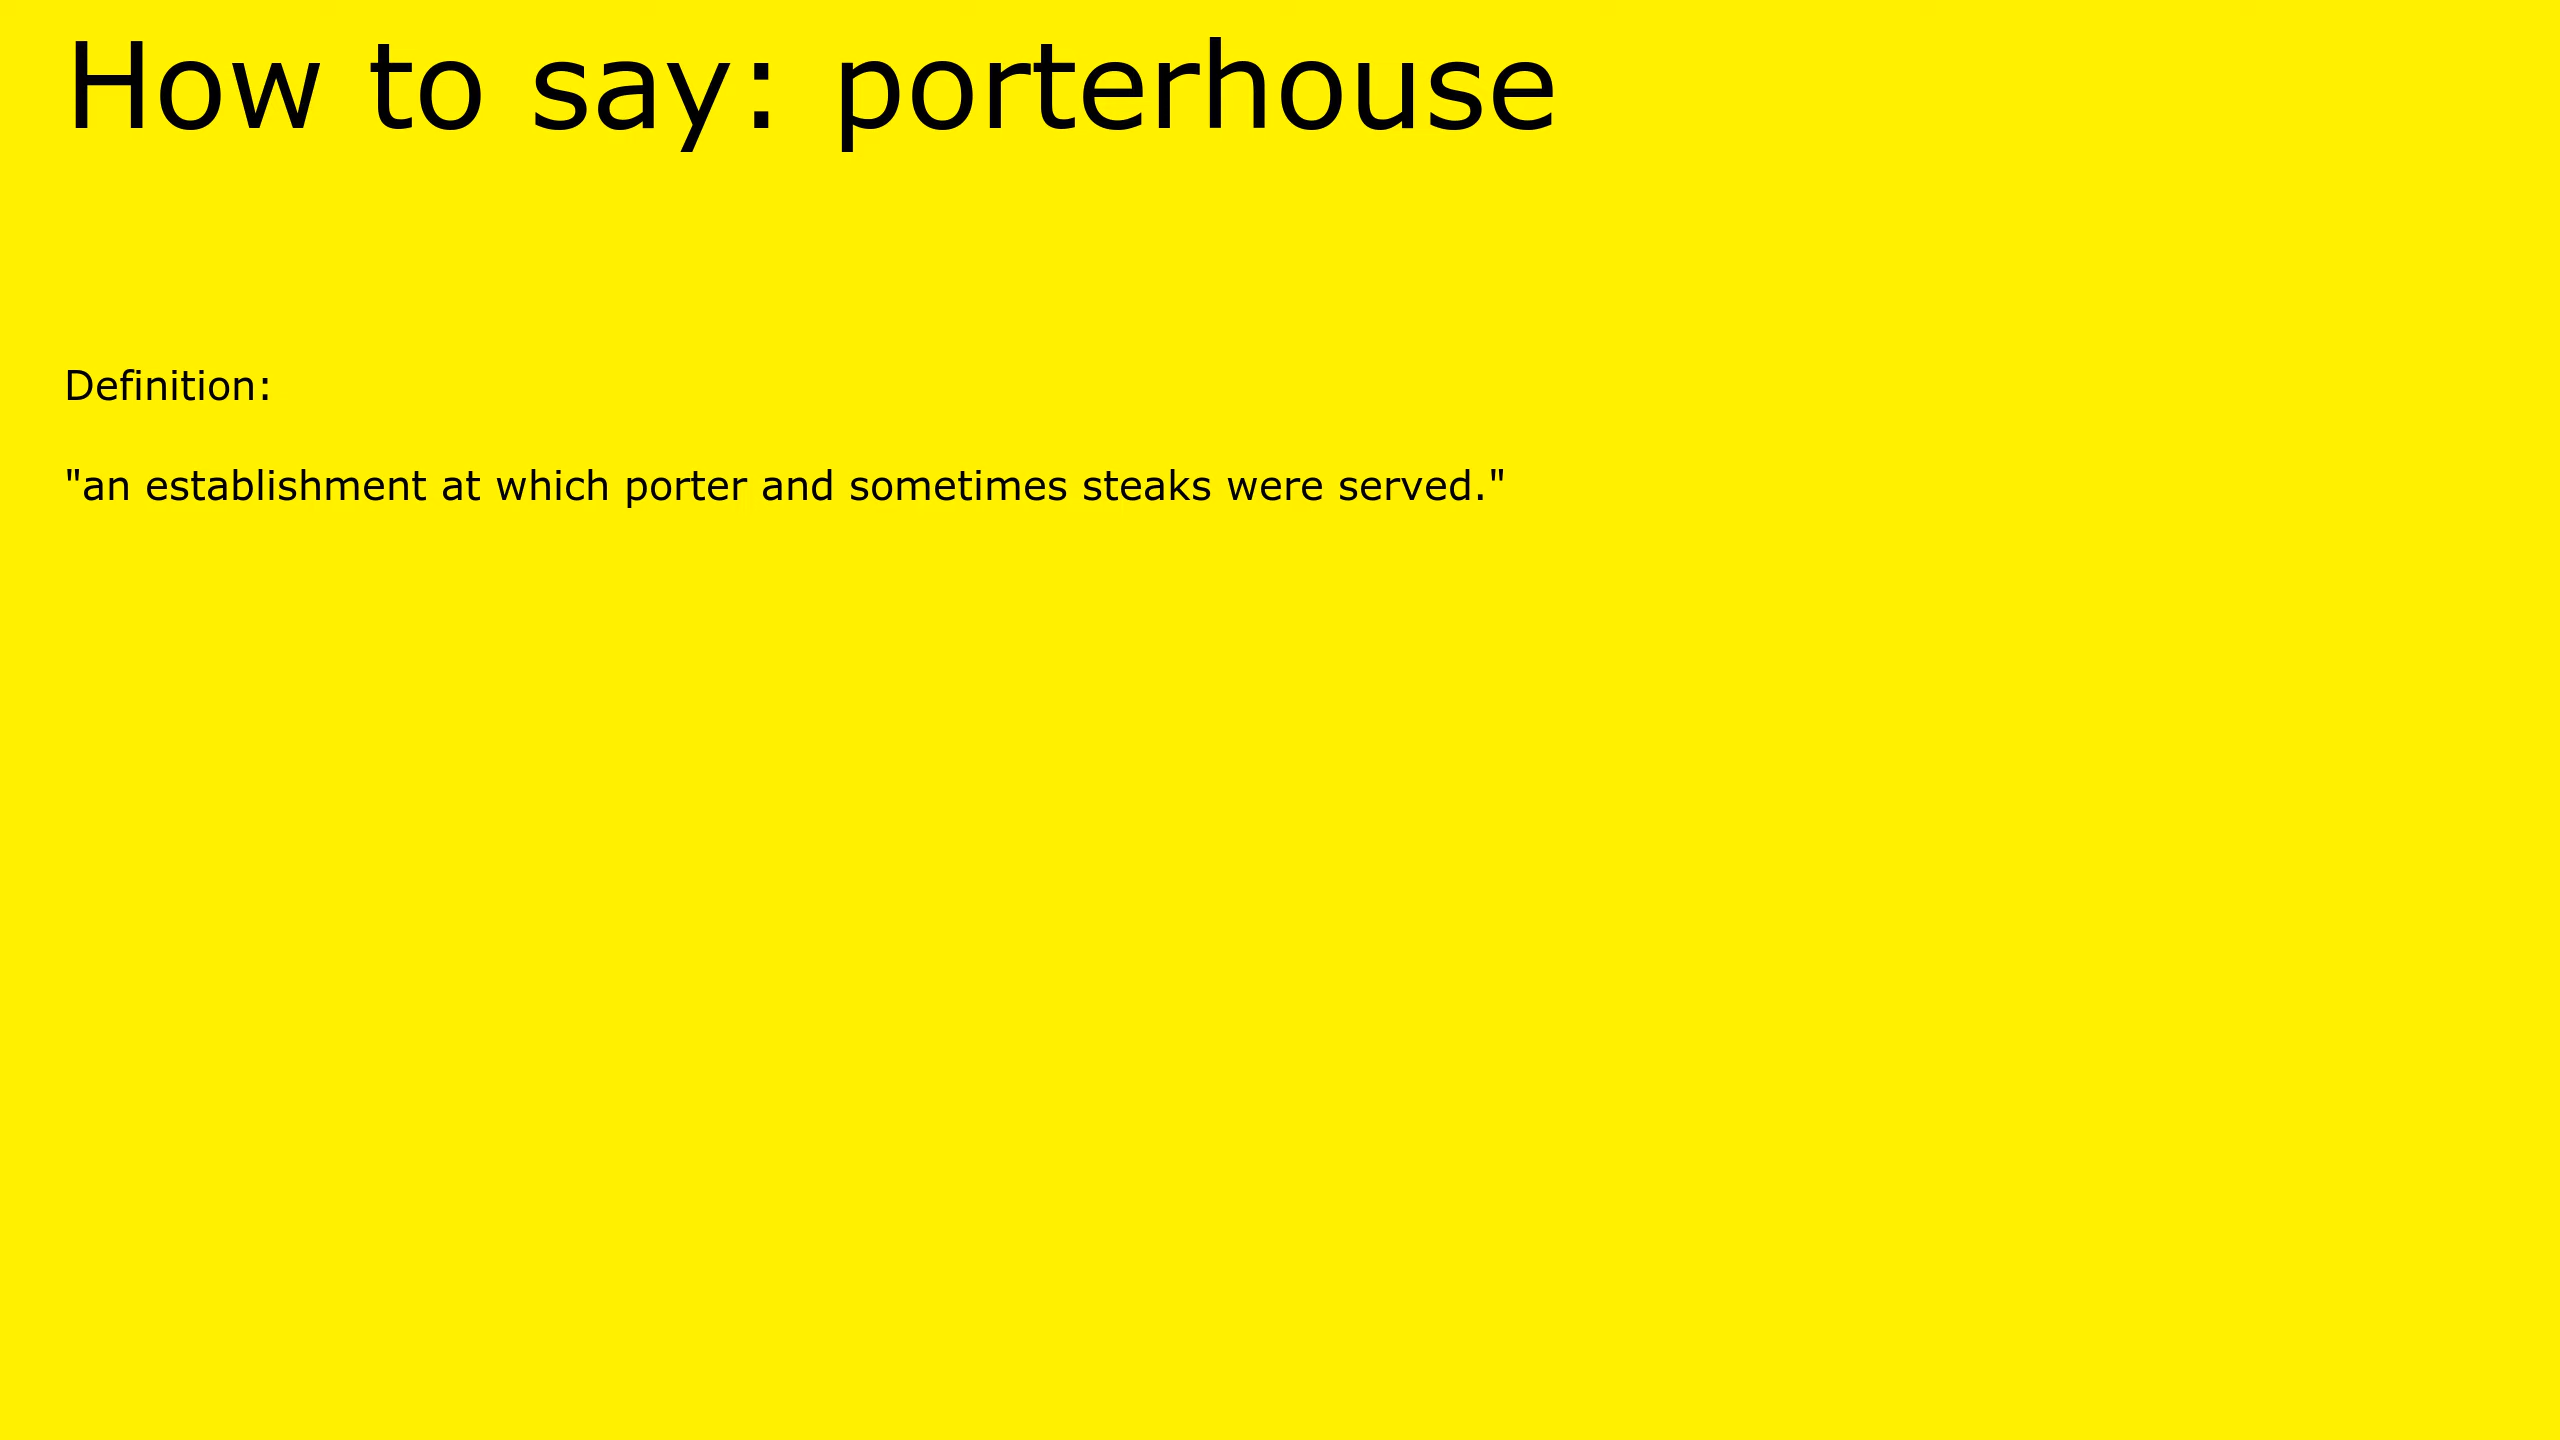 How to say: porterhouse
Definition:
"an establishment at which porter and sometimes steaks were served."